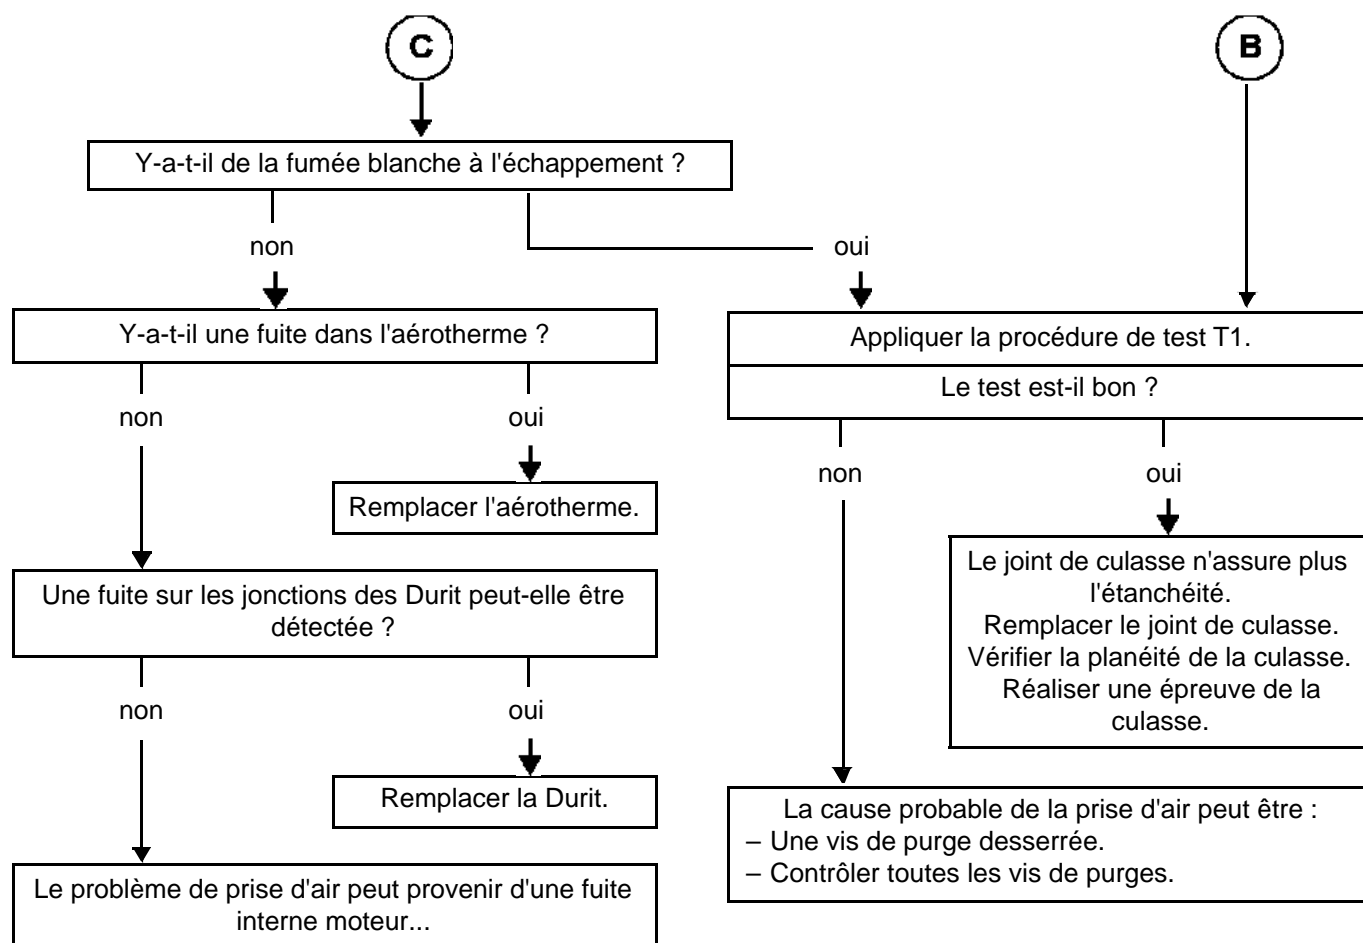 C
B
Y-a-t-il de la fumée blanche à l'échappement ?
non
oui
Y-a-t-il une fuite dans l'aérotherme ?
Appliquer la procédure de test T1.
Le test est-il bon ?
non
oui
non
oui
Remplacer l'aérotherme.
Le joint de culasse n'assure plus
l'étanchéité.
Remplacer le joint de culasse.
Vérifier la planéité de la culasse.
Réaliser une épreuve de la
culasse.
Une fuite sur les jonctions des Durit peut-elle être
détectée ?
non
oui
Remplacer la Durit.
La cause probable de la prise d'air peut être :
– Une vis de purge desserrée.
– Contrôler toutes les vis de purges.
Le problème de prise d'air peut provenir d'une fuite
interne moteur...